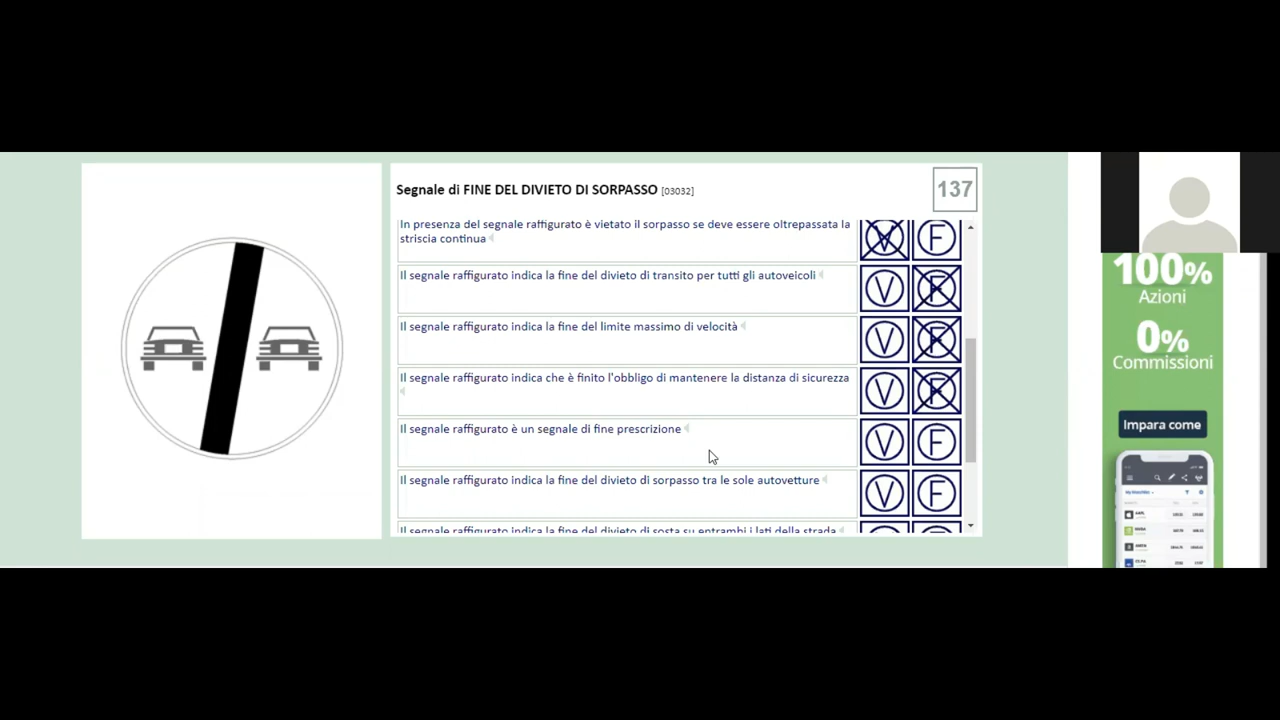 Segnale di FINE DEL DIVIETO DI SORPASSO [03032]
137
In presenza del segnale raffigurato è vietato il sorpasso se deve essere oltrepassata la
striscia continua
V F
Il segnale raffigurato indica la fine del divieto di transito per tutti gli autoveicoli
V F
Il segnale raffigurato indica la fine del limite massimo di velocità
V F
Il segnale raffigurato indica che è finito l'obbligo di mantenere la distanza di sicurezza
V F
Il segnale raffigurato è un segnale di fine prescrizione
V F
Il segnale raffigurato indica la fine del divieto di sorpasso tra le sole autovetture
V F
Il segnale raffigurato indica la fine del divieto di sosta su entrambi i lati della strada
100%
Azioni
0%
Commissioni
Impara come